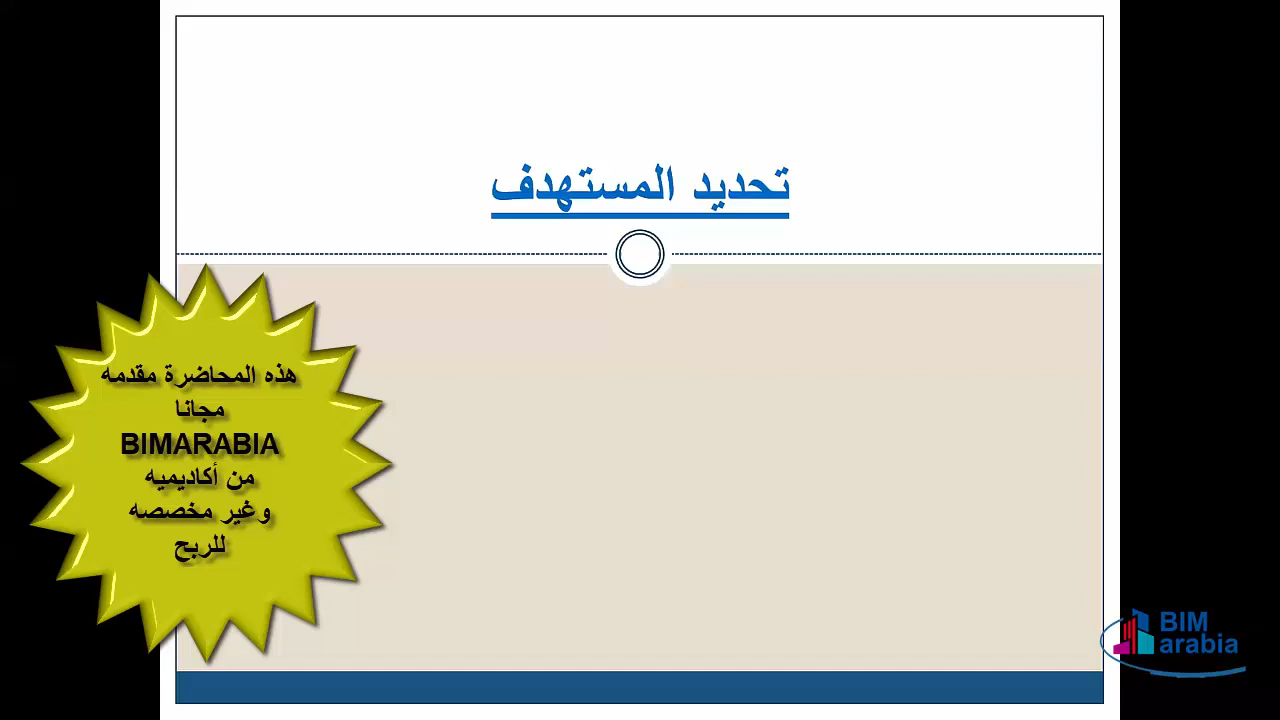 تحديد المستهدف
هذه المحاضرة مقدمه
مجانا
BIMARABIA
من أكاديميه
وغير مخصصه
للربح
BIM
arabia